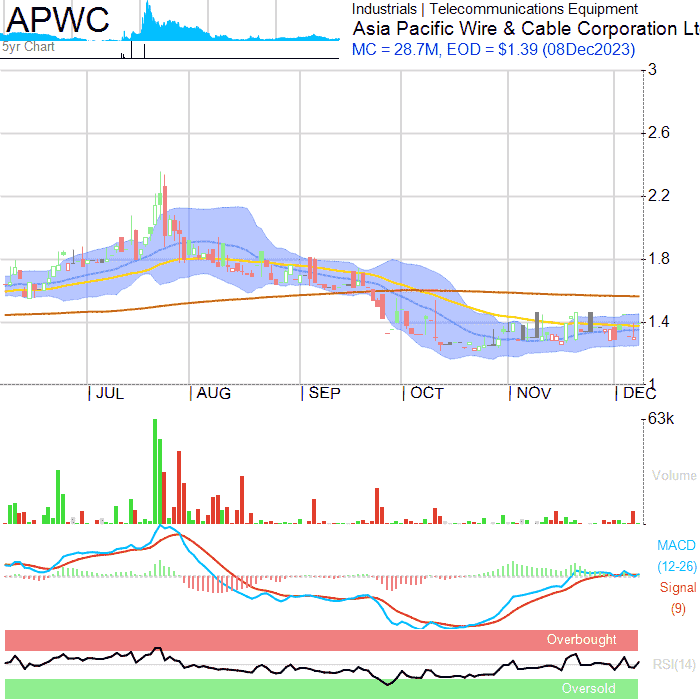 APWC
5yr Chart
Industrials | Telecommunications Equipment
Asia Pacific Wire & Cable Corporation Lt
MC = 28.7M, EOD = $1.39 (08Dec2023)
3
2.6
2.2
1.8
1.4
1
JUL AUG SEP OCT NOV DEC
63k
Volume
MACD
(12-26)
Signal
(9)
Overbought
RSI(14)
Oversold